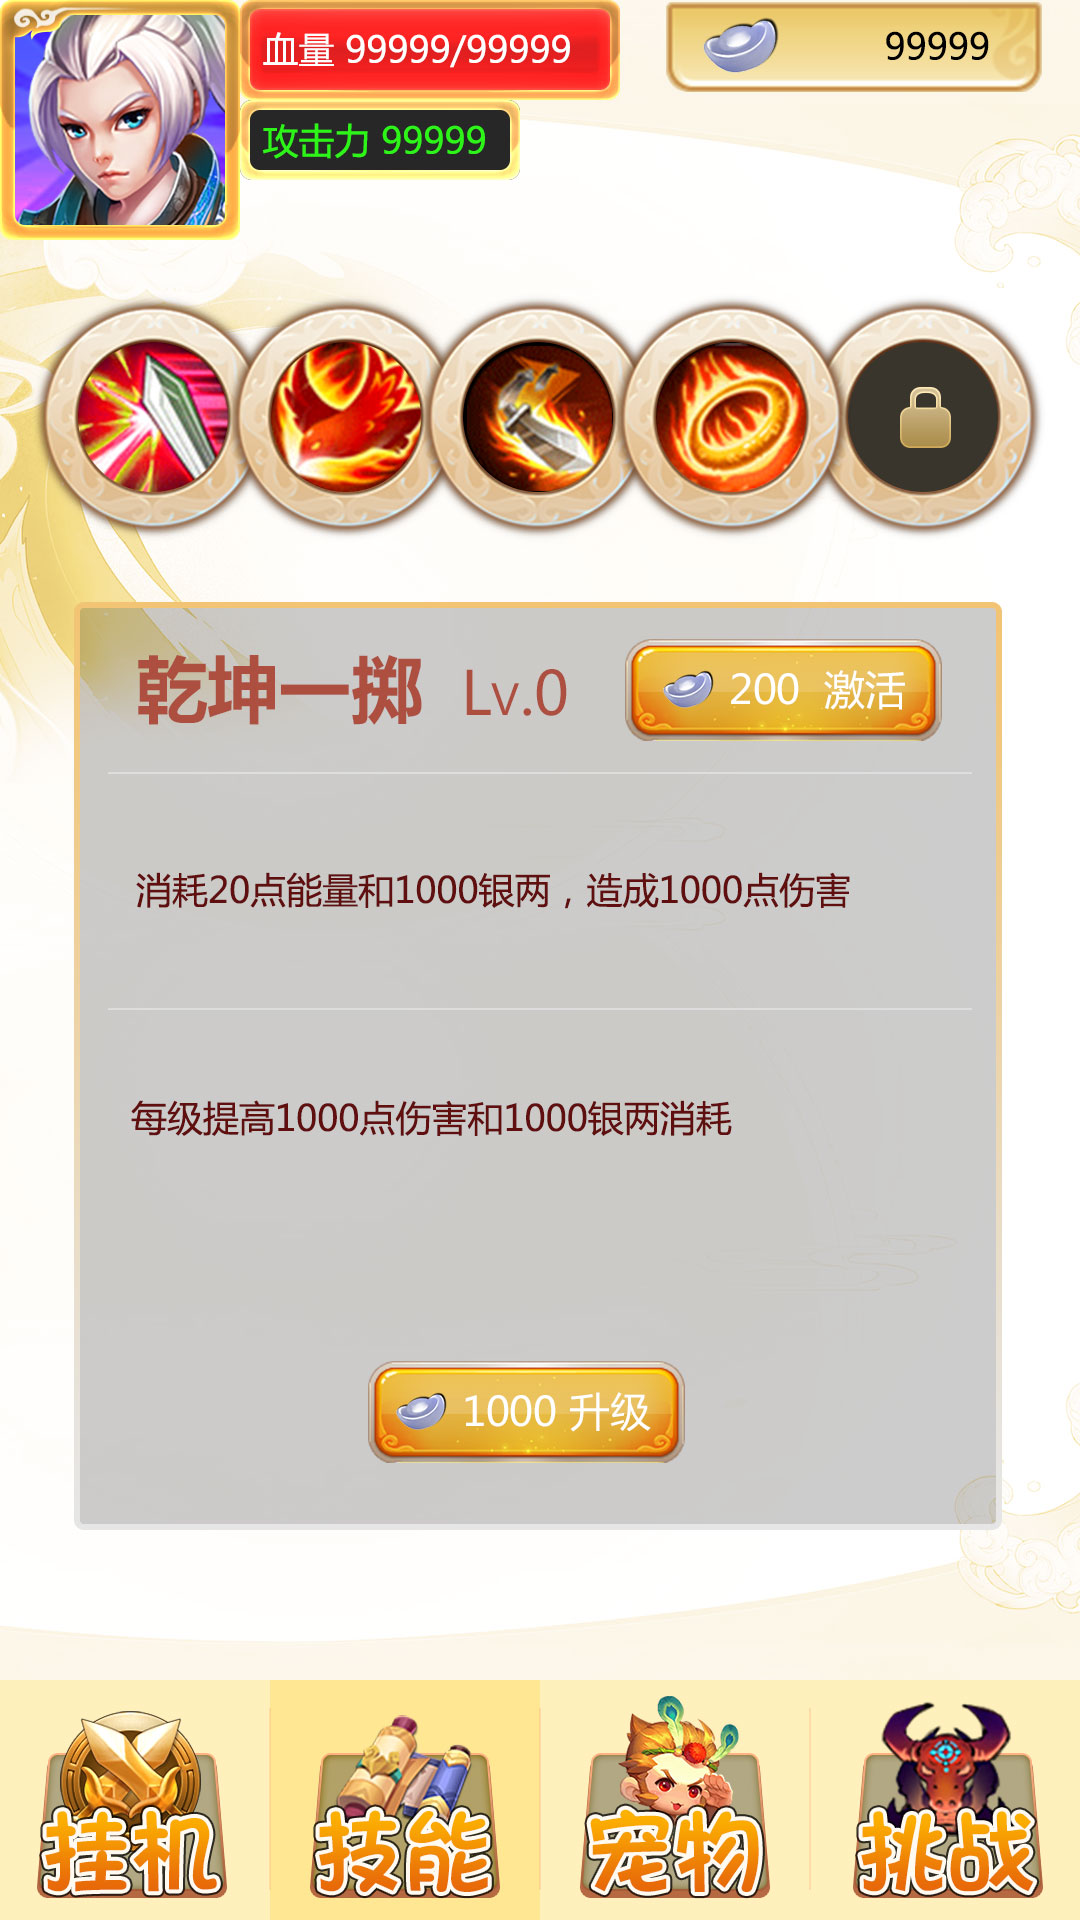 血量 99999/99999
99999
攻击力 99999
乾坤一掷 Lv.0
200 激活
消耗20点能量和1000银两，造成1000点伤害
每级提高1000点伤害和1000银两消耗
1000 升级
挂机
技能
宠物
挑战